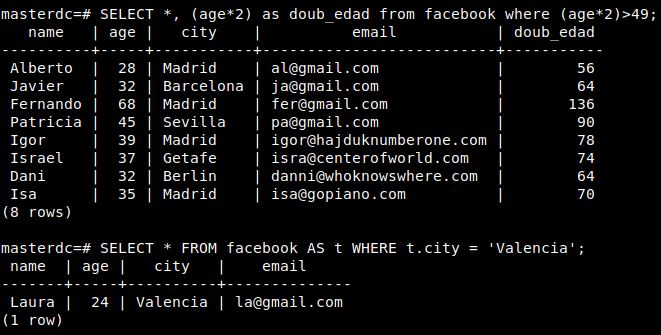 masterdc=# SELECT *, (age*2) as doub_edad from facebook where (age*2)>49;
   name   | age |   city    |           email           | doub_edad
----------+-----+-----------+---------------------------+-----------
 Alberto  |  28 | Madrid    | al@gmail.com              |        56
 Javier   |  32 | Barcelona | ja@gmail.com              |        64
 Fernando |  68 | Madrid    | fer@gmail.com             |       136
 Patricia |  45 | Sevilla   | pa@gmail.com              |        90
 Igor     |  39 | Madrid    | igor@hajduknumberone.com  |        78
 Israel   |  37 | Getafe    | isra@centerofworld.com    |        74
 Dani     |  32 | Berlin    | danni@whoknowswhere.com   |        64
 Isa      |  35 | Madrid    | isa@gopiano.com           |        70
(8 rows)

masterdc=# SELECT * FROM facebook AS t WHERE t.city = 'Valencia';
 name  | age |   city   |    email
-------+-----+----------+--------------
 Laura |  24 | Valencia | la@gmail.com
(1 row)